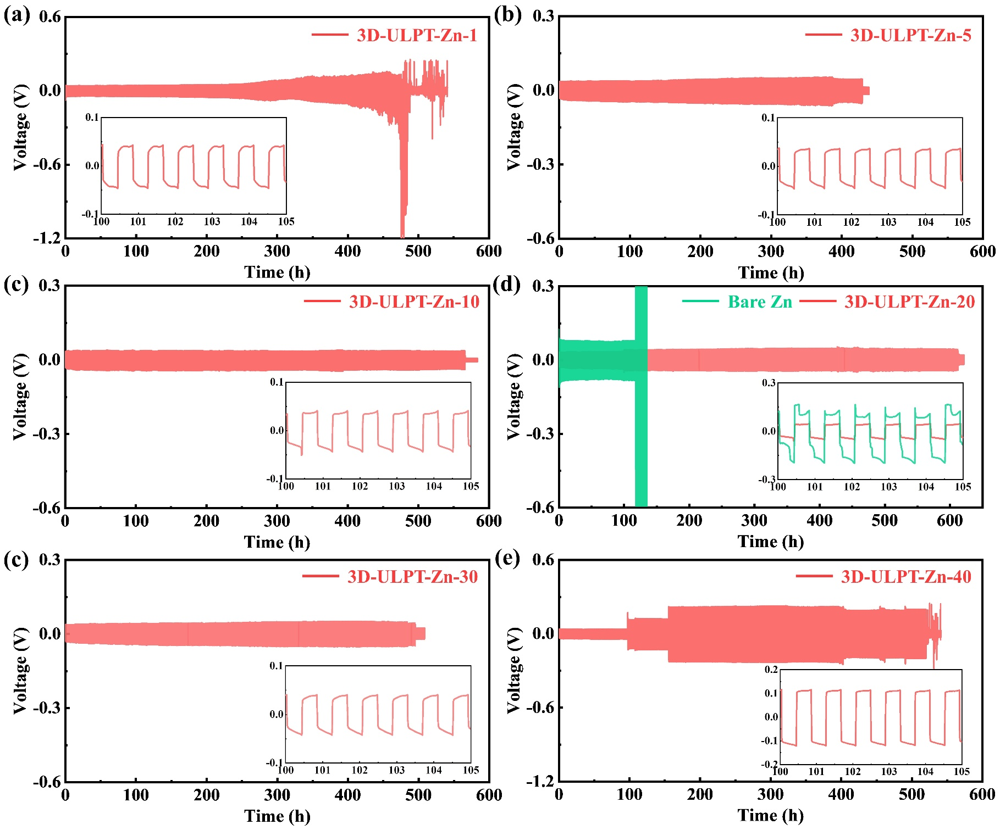 (a)
3D-ULPT-Zn-1
Voltage (V)
0.6
0.0
-0.6
-1.2
0.1
0.0
-0.1
100 101 102 103 104 105
0 100 200 300 400 500 600
Time (h)
(b)
3D-ULPT-Zn-5
Voltage (V)
0.3
0.0
-0.3
-0.6
0.1
0.0
-0.1
100 101 102 103 104 105
0 100 200 300 400 500 600
Time (h)
(c)
3D-ULPT-Zn-10
Voltage (V)
0.3
0.0
-0.3
-0.6
0.1
0.0
-0.1
100 101 102 103 104 105
0 100 200 300 400 500 600
Time (h)
(d)
Bare Zn 3D-ULPT-Zn-20
Voltage (V)
0.3
0.0
-0.3
-0.6
0.3
0.0
-0.3
100 101 102 103 104 105
0 100 200 300 400 500 600
Time (h)
(c)
3D-ULPT-Zn-30
Voltage (V)
0.3
0.0
-0.3
-0.6
0.1
0.0
-0.1
100 101 102 103 104 105
0 100 200 300 400 500 600
Time (h)
(e)
3D-ULPT-Zn-40
Voltage (V)
0.6
0.0
-0.6
-1.2
0.2
0.1
0.0
-0.1
-0.2
100 101 102 103 104 105
0 100 200 300 400 500 600
Time (h)